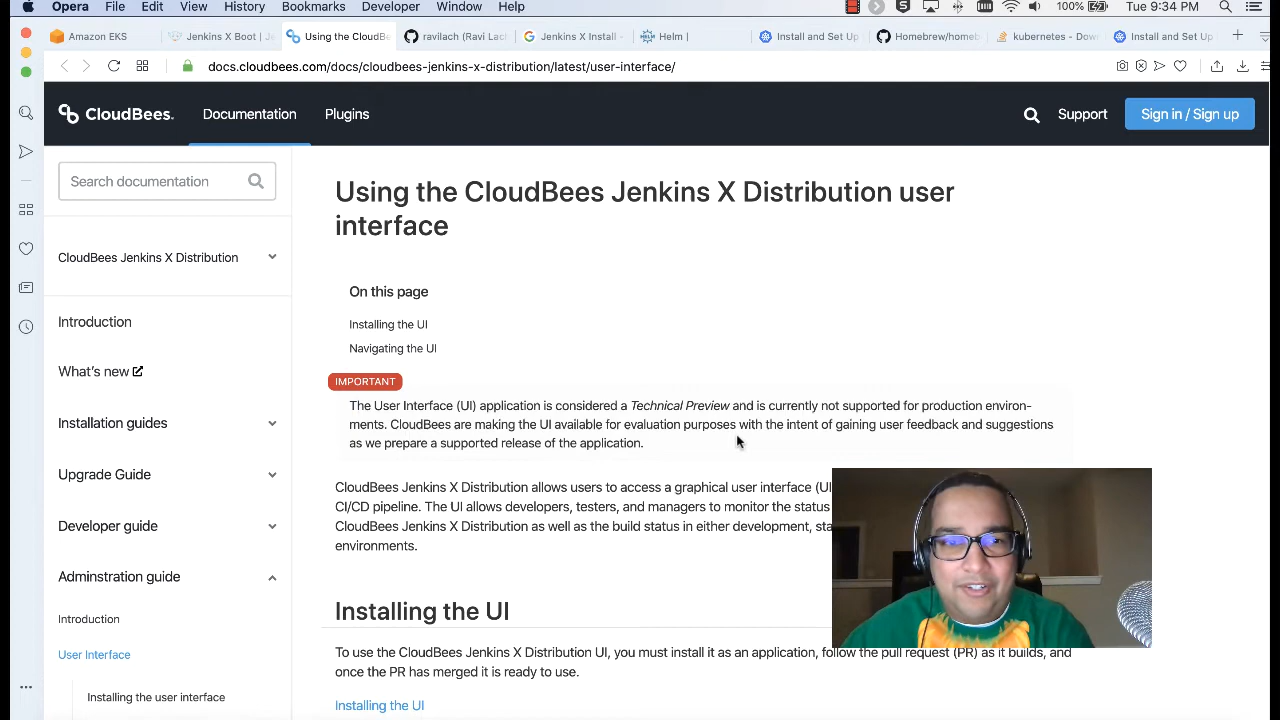 Opera File Edit View History Bookmarks Developer Window Help 100% Tue 9:34 PM
Amazon EKS Jenkins X Boot | Je Using the CloudBe ravilach (Ravi Lach Jenkins X Install - Helm | Install and Set Up Homebrew/homeb kubernetes - Dow Install and Set Up
docs.cloudbees.com/docs/cloudbees-jenkins-x-distribution/latest/user-interface/
CloudBees. Documentation Plugins Support Sign in / Sign up
Search documentation
CloudBees Jenkins X Distribution
Introduction
What's new
Installation guides
Upgrade Guide
Developer guide
Adminstration guide
Introduction
User Interface
Installing the user interface
Using the CloudBees Jenkins X Distribution user
interface
On this page
Installing the UI
Navigating the UI
IMPORTANT
The User Interface (UI) application is considered a Technical Preview and is currently not supported for production environ-
ments. CloudBees are making the UI available for evaluation purposes with the intent of gaining user feedback and suggestions
as we prepare a supported release of the application.
CloudBees Jenkins X Distribution allows users to access a graphical user interface (UI
CI/CD pipeline. The UI allows developers, testers, and managers to monitor the status
CloudBees Jenkins X Distribution as well as the build status in either development, sta
environments.
Installing the UI
To use the CloudBees Jenkins X Distribution UI, you must install it as an application, follow the pull request (PR) as it builds, and
once the PR has merged it is ready to use.
Installing the UI